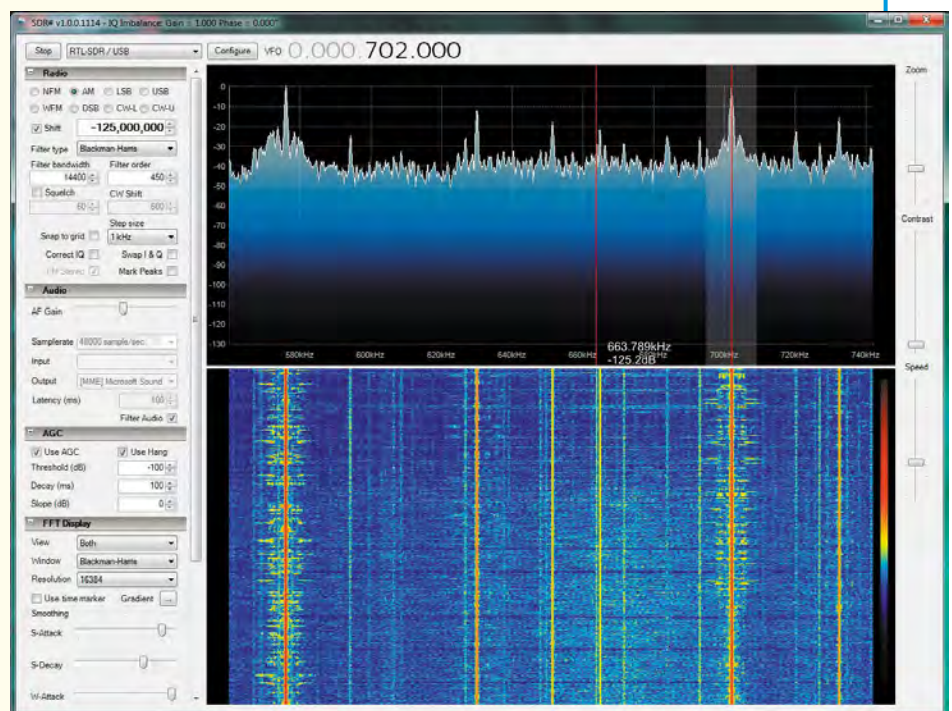 SDR# v1.0.0.1114 - IQ Imbalance: Gain = 1.000 Phase = 0.000°
Stop RTL-SDR / USB Configure VFO 0.000.702.000
Radio
NFM AM LSB USB
WFM DSB CW-L CW-U
Shift -125,000,000
Filter type Blackman-Harris
Filter bandwidth Filter order
14400 450
Squelch CW Shift
60 600
Step size
Snap to grid 1 kHz
Correct IQ Swap I & Q
FM Stereo Mark Peaks
Audio
AF Gain
Samplerate 48000 sample/sec
Input
Output [MME] Microsoft Sound
Latency (ms) 100
Filter Audio
AGC
Use AGC Use Hang
Threshold (dB) -100
Decay (ms) 100
Slope (dB) 0
FFT Display
View Both
Window Blackman-Harris
Resolution 16384
Use time marker Gradient ...
Smoothing
S-Attack
S-Decay
W-Attack
0
-10
-20
-30
-40
-50
-60
-70
-80
-90
-100
-110
-120
-130
580kHz 600kHz 620kHz 640kHz 660kHz 700kHz 720kHz 740kHz
663.789kHz
-125.2dB
Zoom
Contrast
Speed